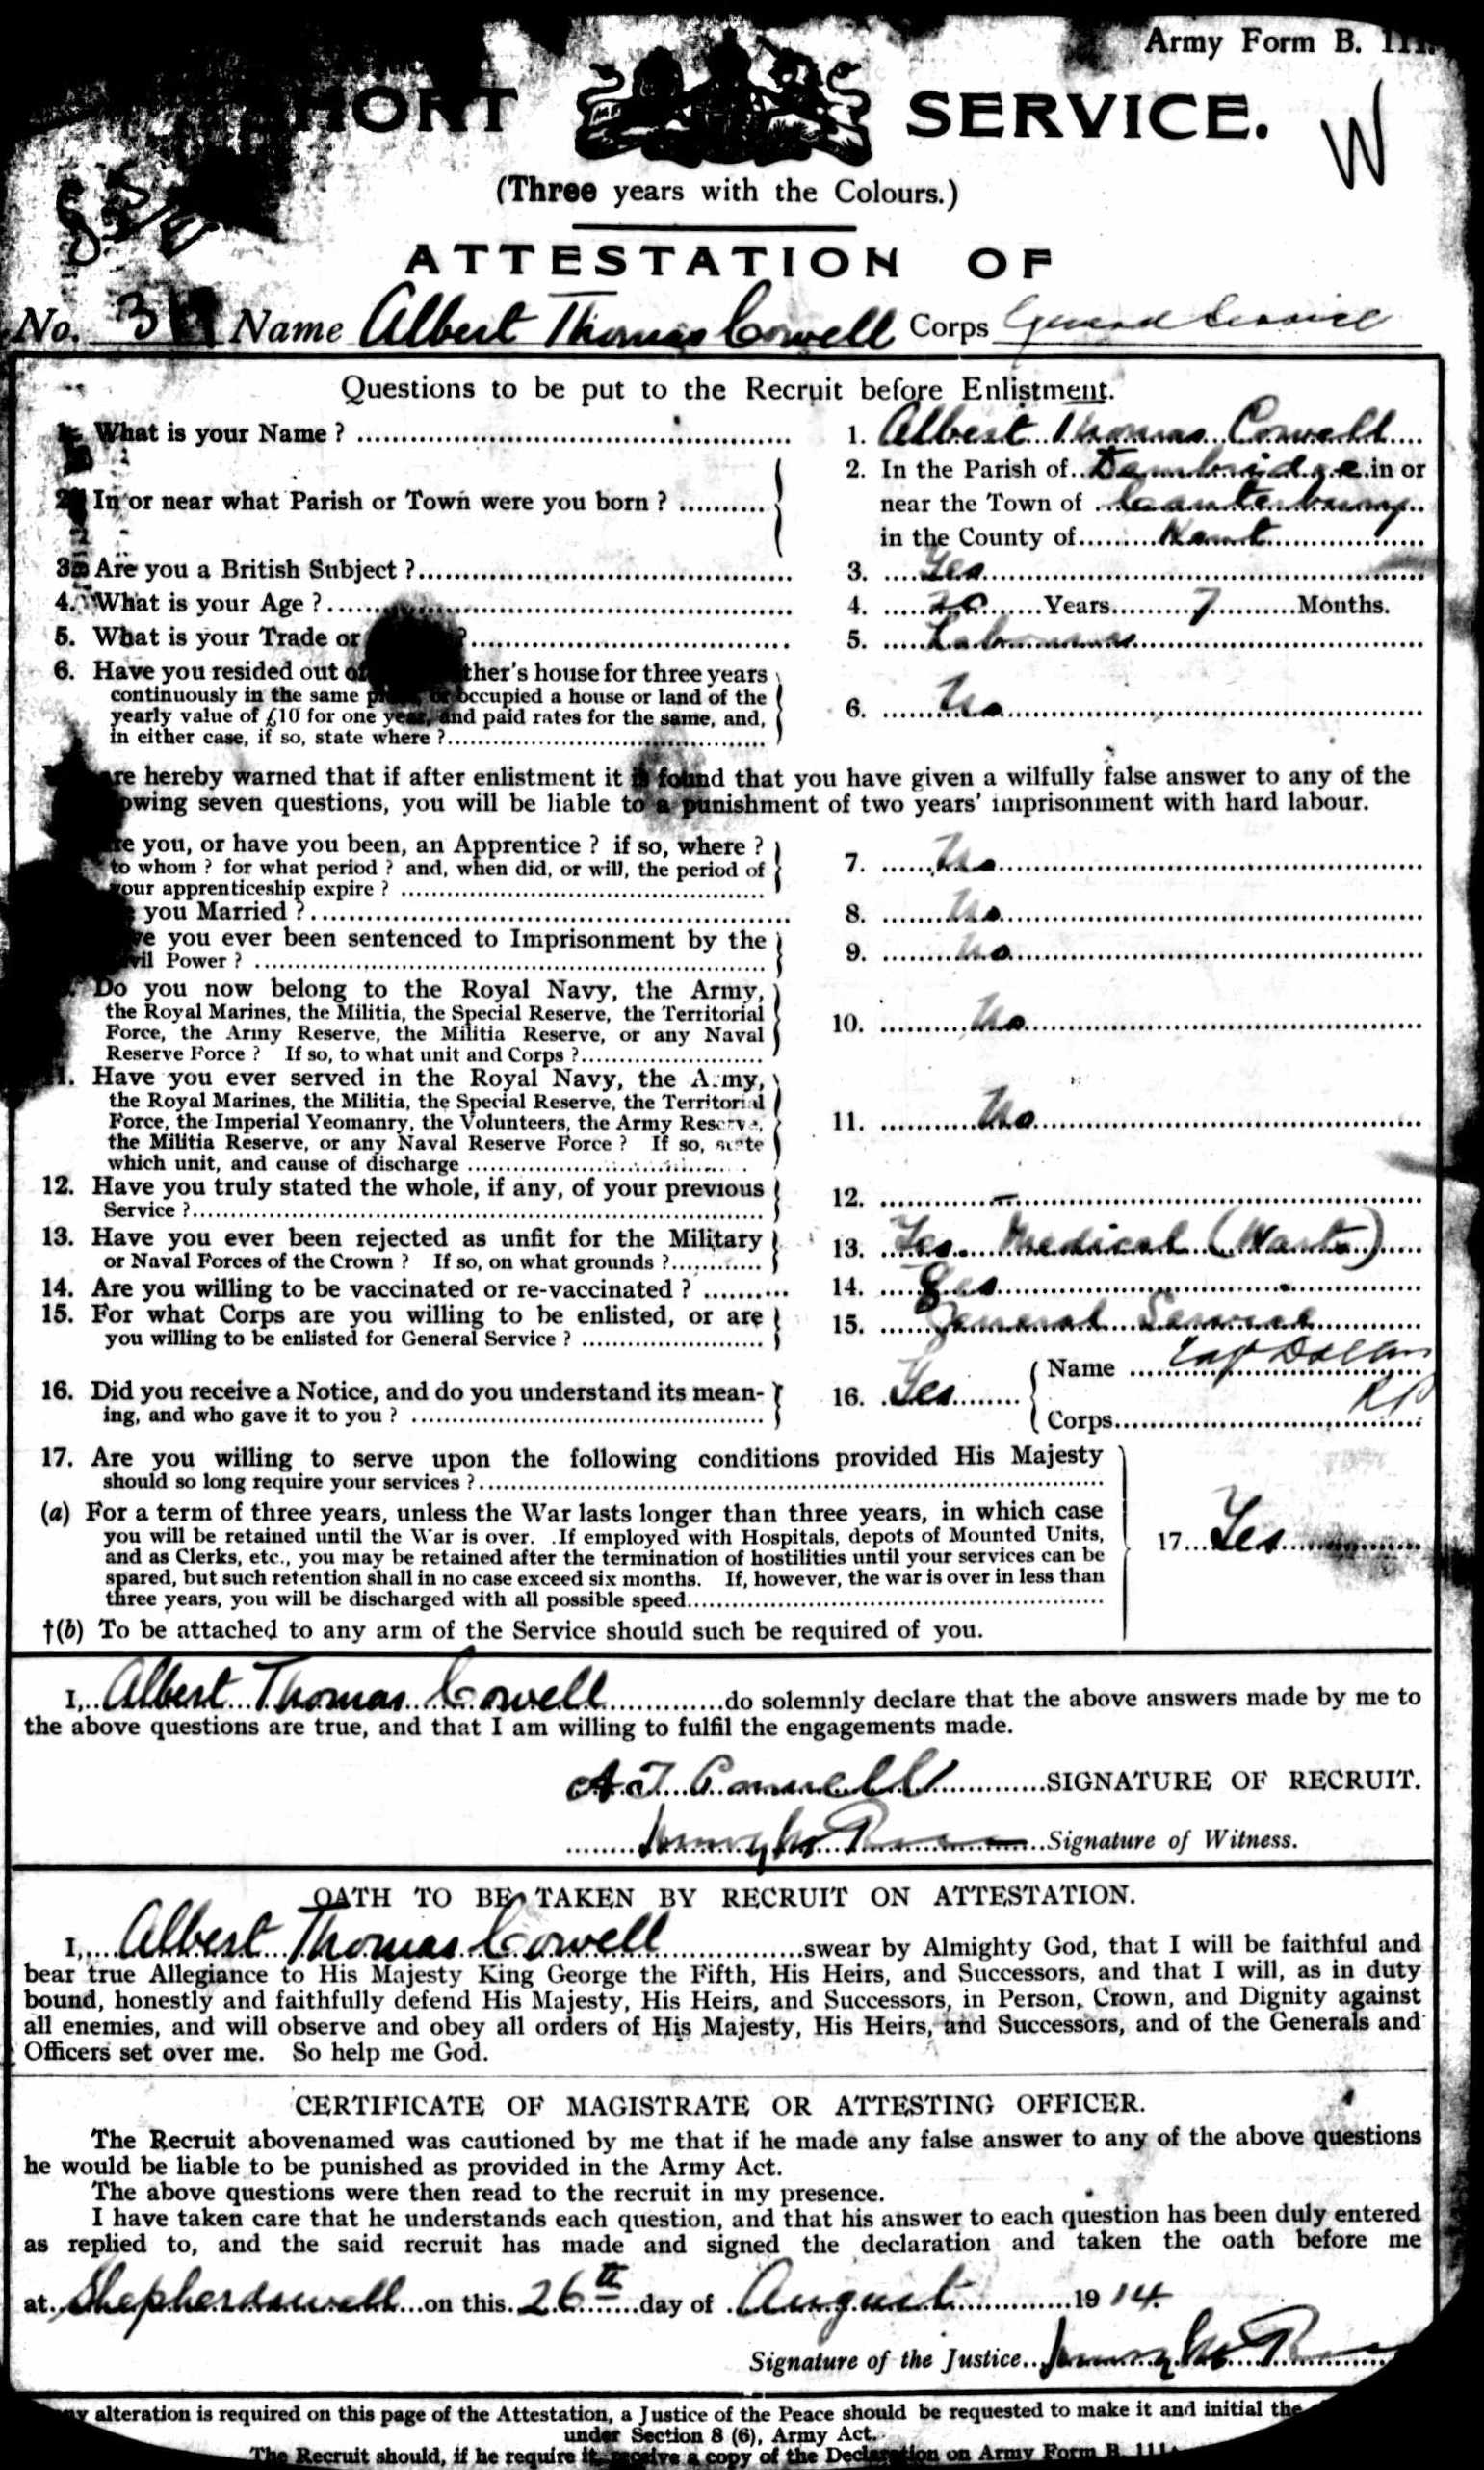 Army Form B. 111.
SHORT SERVICE.
W
(Three years with the Colours.)
ATTESTATION OF
No. Name Albert Thomas Cowell Corps General Service
Questions to be put to the Recruit before Enlistment.
What is your Name ? 1. Albert Thomas Cowell
2. In the Parish of in or
In or near what Parish or Town were you born ? near the Town of Canterbury
in the County of Kent
3. Are you a British Subject ? 3. Yes
4. What is your Age ? 4. 20 Years 7 Months.
5. What is your Trade or ? 5. Labourer
6. Have you resided out of ther's house for three years
continuously in the same occupied a house or land of the
yearly value of £10 for one year, and paid rates for the same, and, 6. No
in either case, if so, state where ?
are hereby warned that if after enlistment it is found that you have given a wilfully false answer to any of the
owing seven questions, you will be liable to a punishment of two years' imprisonment with hard labour.
re you, or have you been, an Apprentice ? if so, where ?
to whom ? for what period ? and, when did, or will, the period of 7. No
your apprenticeship expire ?
you Married ? 8. No
ve you ever been sentenced to Imprisonment by the 9. No
vil Power ?
Do you now belong to the Royal Navy, the Army,
the Royal Marines, the Militia, the Special Reserve, the Territorial
Force, the Army Reserve, the Militia Reserve, or any Naval 10. No
Reserve Force ? If so, to what unit and Corps ?
11. Have you ever served in the Royal Navy, the Army,
the Royal Marines, the Militia, the Special Reserve, the Territorial
Force, the Imperial Yeomanry, the Volunteers, the Army Reserve, 11. No
the Militia Reserve, or any Naval Reserve Force ? If so, state
which unit, and cause of discharge
12. Have you truly stated the whole, if any, of your previous 12. –
Service ?
13. Have you ever been rejected as unfit for the Military 13. Yes. Medical
or Naval Forces of the Crown ? If so, on what grounds ?
14. Are you willing to be vaccinated or re-vaccinated ? 14. Yes
15. For what Corps are you willing to be enlisted, or are 15. General Service
you willing to be enlisted for General Service ?
Name
16. Did you receive a Notice, and do you understand its mean- 16. Yes
ing, and who gave it to you ? Corps
17. Are you willing to serve upon the following conditions provided His Majesty
should so long require your services ?
(a) For a term of three years, unless the War lasts longer than three years, in which case
you will be retained until the War is over. If employed with Hospitals, depots of Mounted Units, 17. Yes
and as Clerks, etc., you may be retained after the termination of hostilities until your services can be
spared, but such retention shall in no case exceed six months. If, however, the war is over in less than
three years, you will be discharged with all possible speed
†(b) To be attached to any arm of the Service should such be required of you.
I, Albert Thomas Cowell do solemnly declare that the above answers made by me to
the above questions are true, and that I am willing to fulfil the engagements made.
A T Cowell SIGNATURE OF RECRUIT.
Signature of Witness.
OATH TO BE TAKEN BY RECRUIT ON ATTESTATION.
I, Albert Thomas Cowell swear by Almighty God, that I will be faithful and
bear true Allegiance to His Majesty King George the Fifth, His Heirs, and Successors, and that I will, as in duty
bound, honestly and faithfully defend His Majesty, His Heirs, and Successors, in Person, Crown, and Dignity against
all enemies, and will observe and obey all orders of His Majesty, His Heirs, and Successors, and of the Generals and
Officers set over me. So help me God.
CERTIFICATE OF MAGISTRATE OR ATTESTING OFFICER.
The Recruit abovenamed was cautioned by me that if he made any false answer to any of the above questions
he would be liable to be punished as provided in the Army Act.
The above questions were then read to the recruit in my presence.
I have taken care that he understands each question, and that his answer to each question has been duly entered
as replied to, and the said recruit has made and signed the declaration and taken the oath before me
at Shepherdswell on this 26th day of August 1914.
Signature of the Justice
alteration is required on this page of the Attestation, a Justice of the Peace should be requested to make it and initial the
under Section 8 (6), Army Act.
The Recruit should, if he require it, receive a copy of the Declaration on Army Form B. 111